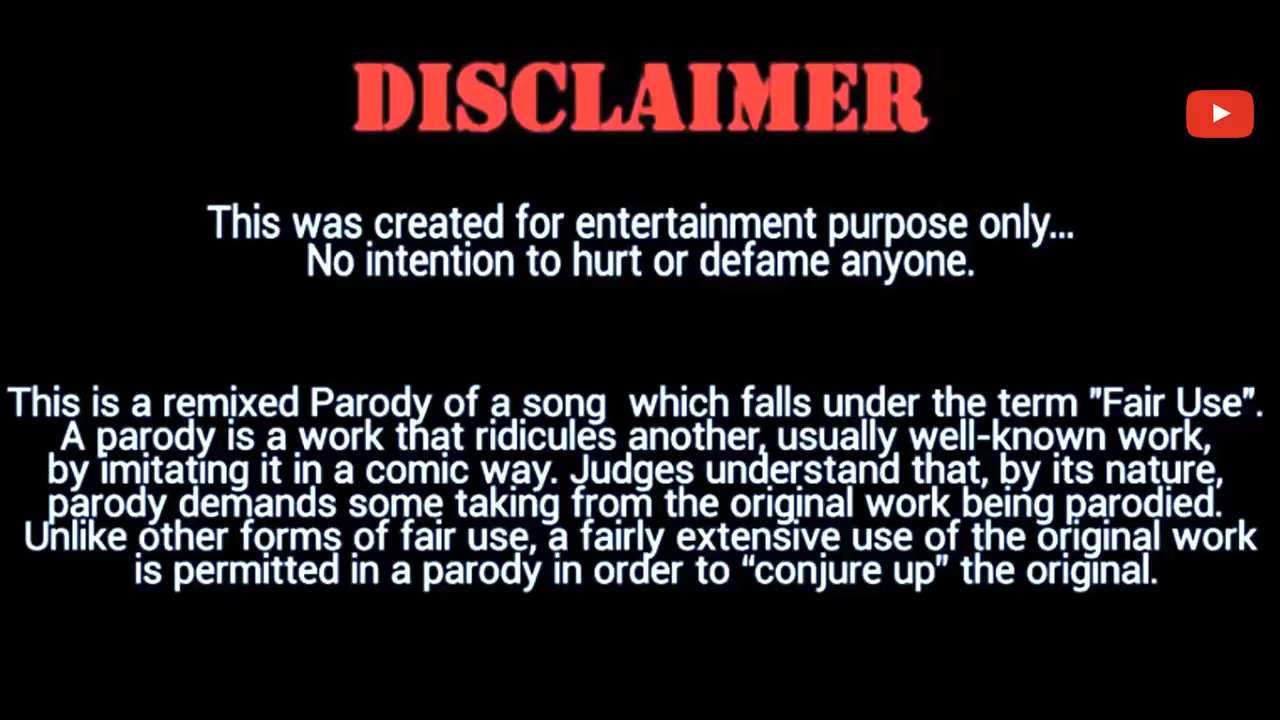 DISCLAIMER
This was created for entertainment purpose only...
No intention to hurt or defame anyone.
This is a remixed Parody of a song which falls under the term "Fair Use".
A parody is a work that ridicules another, usually well-known work,
by imitating it in a comic way. Judges understand that, by its nature,
parody demands some taking from the original work being parodied.
Unlike other forms of fair use, a fairly extensive use of the original work
is permitted in a parody in order to “conjure up” the original.